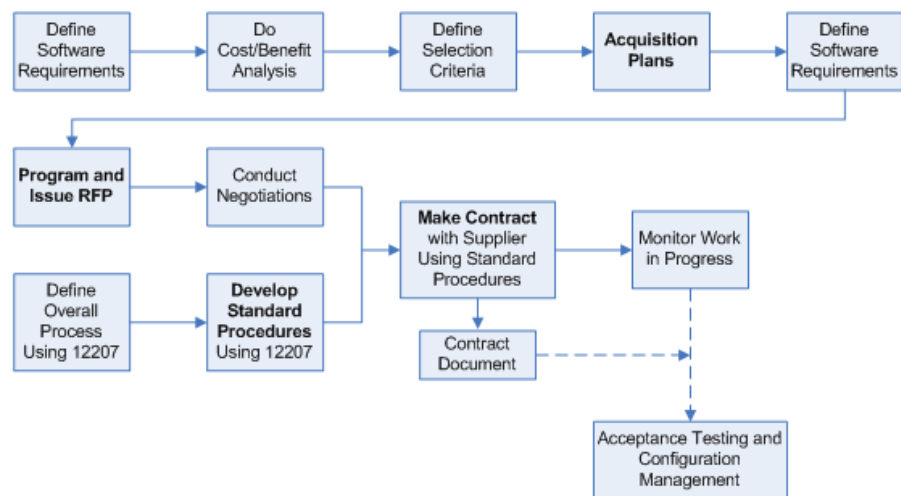 Define
Software
Requirements
Do
Cost/Benefit
Analysis
Define
Selection
Criteria
Acquisition
Plans
Define
Software
Requirements
Program and
Issue RFP
Conduct
Negotiations
Make Contract
with Supplier
Using Standard
Procedures
Monitor Work
in Progress
Define
Overall
Process
Using 12207
Develop
Standard
Procedures
Using 12207
Contract
Document
Acceptance Testing and
Configuration
Management